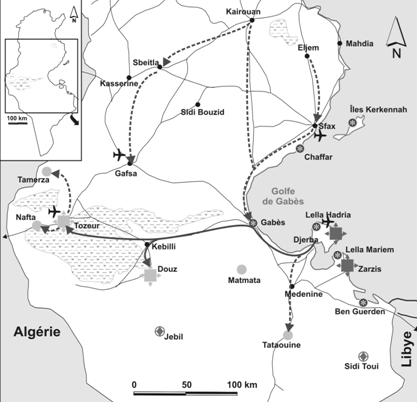 N
100 km
N
Kairouan
Eljem
Mahdia
Sbeitla
Kasserine
Sidi Bouzid
Îles Kerkennah
Sfax
Chaffar
Gafsa
Tamerza
Golfe
de Gabès
Nafta
Tozeur
Gabès
Lella Hadria
Djerba
Kebilli
Lella Mariem
Douz
Zarzis
Matmata
Medenine
Ben Guerden
Algérie
Jebil
Tataouine
Sidi Toui
Libye
0 50 100 km